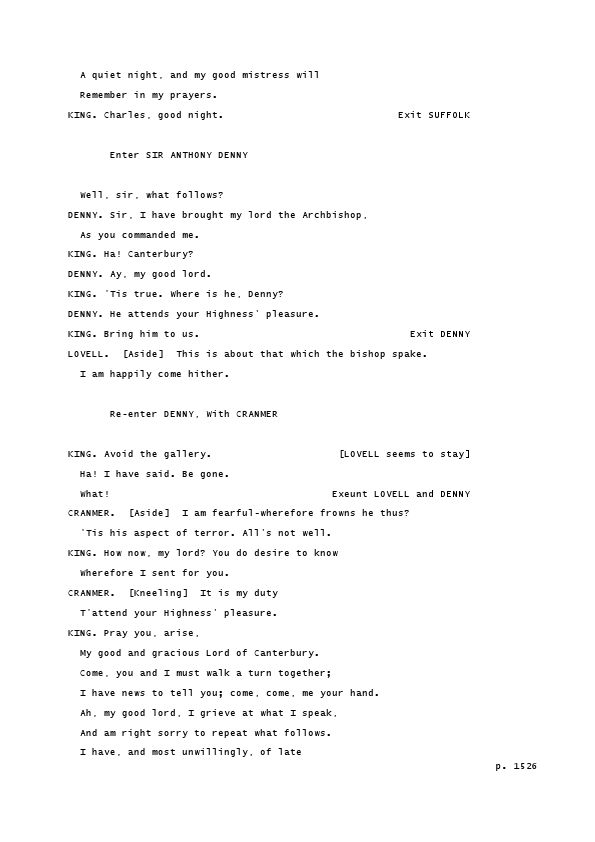 A quiet night, and my good mistress will
Remember in my prayers.
KING. Charles, good night. Exit SUFFOLK
Enter SIR ANTHONY DENNY
Well, sir, what follows?
DENNY. Sir, I have brought my lord the Archbishop,
As you commanded me.
KING. Ha! Canterbury?
DENNY. Ay, my good lord.
KING. 'Tis true. Where is he, Denny?
DENNY. He attends your Highness' pleasure.
KING. Bring him to us. Exit DENNY
LOVELL. [Aside] This is about that which the bishop spake.
I am happily come hither.
Re-enter DENNY, With CRANMER
KING. Avoid the gallery. [LOVELL seems to stay]
Ha! I have said. Be gone.
What! Exeunt LOVELL and DENNY
CRANMER. [Aside] I am fearful-wherefore frowns he thus?
'Tis his aspect of terror. All's not well.
KING. How now, my lord? You do desire to know
Wherefore I sent for you.
CRANMER. [Kneeling] It is my duty
T'attend your Highness' pleasure.
KING. Pray you, arise,
My good and gracious Lord of Canterbury.
Come, you and I must walk a turn together;
I have news to tell you; come, come, me your hand.
Ah, my good lord, I grieve at what I speak,
And am right sorry to repeat what follows.
I have, and most unwillingly, of late
p. 1526